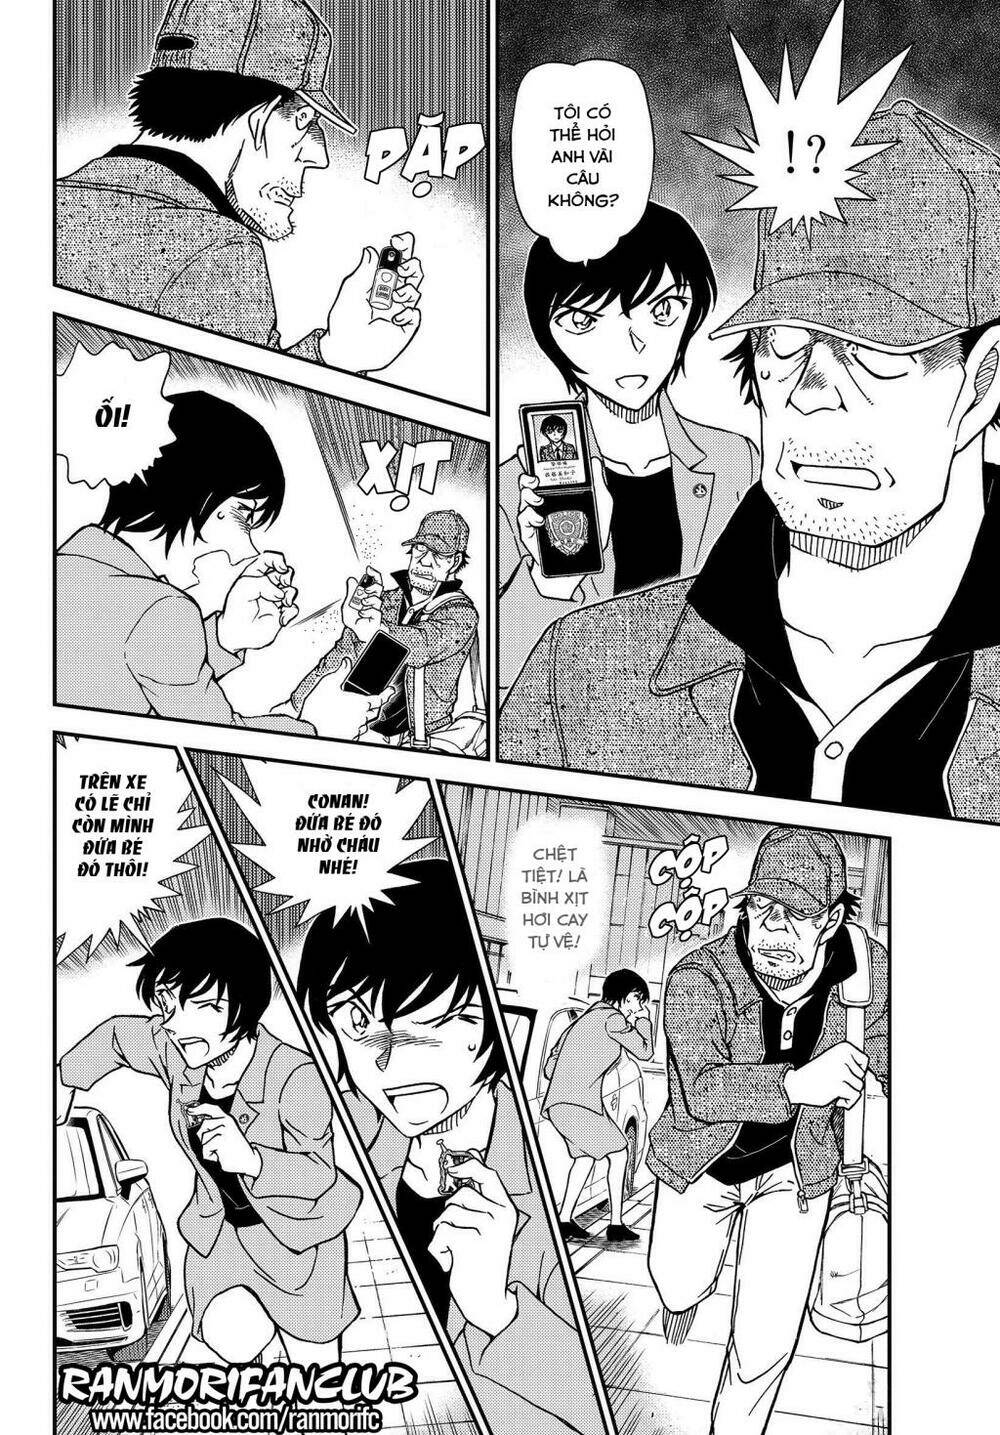 !?
TÔI CÓ
THỂ HỎI
ANH VÀI
CÂU
KHÔNG?
PẶP
XỊT
ỐI!
CỘP
CỘP
CHẾT
TIỆT! LÀ
BÌNH XỊT
HƠI CAY
TỰ VỆ!
CONAN!
ĐỨA BÉ ĐÓ
NHỜ CHÁU
NHÉ!
TRÊN XE
CÓ LẼ CHỈ
CÒN MÌNH
ĐỨA BÉ
ĐÓ THÔI!
RANMORIFANCLUB
www.facebook.com/ranmorifc